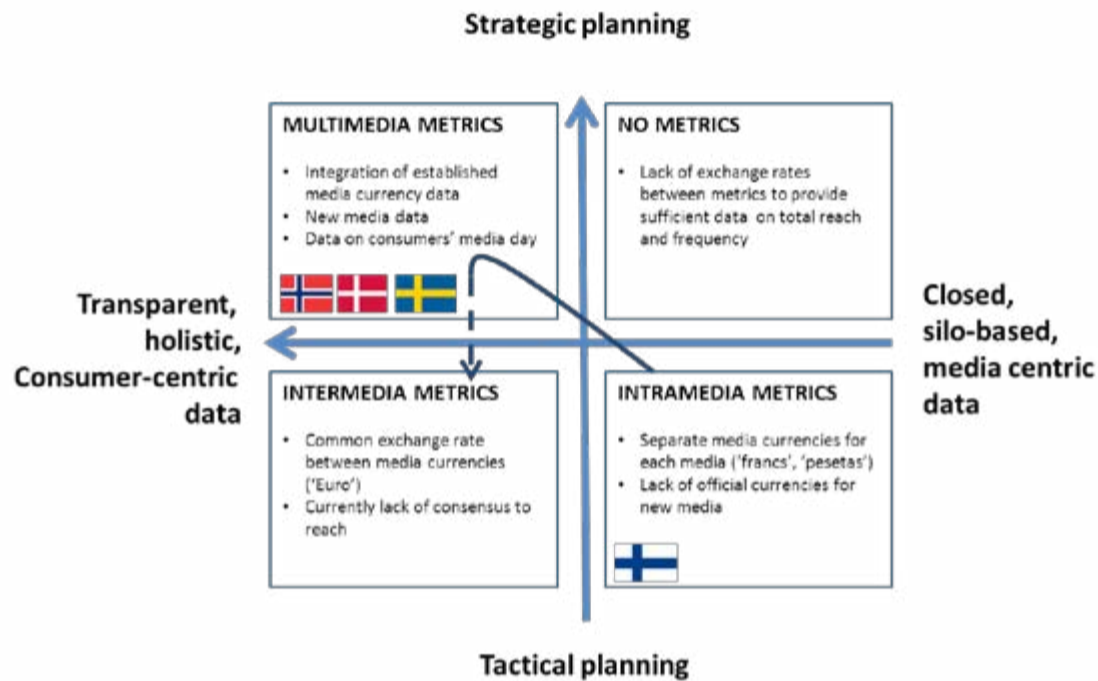 Strategic planning
MULTIMEDIA METRICS
• Integration of established
media currency data
• New media data
• Data on consumers' media day
NO METRICS
• Lack of exchange rates
between metrics to provide
sufficient data on total reach
and frequency
Transparent,
holistic,
Consumer-centric
data
Closed,
silo-based,
media centric
data
INTERMEDIA METRICS
• Common exchange rate
between media currencies
('Euro')
• Currently lack of consensus to
reach
INTRAMEDIA METRICS
• Separate media currencies for
each media ('francs', 'pesetas')
• Lack of official currencies for
new media
Tactical planning